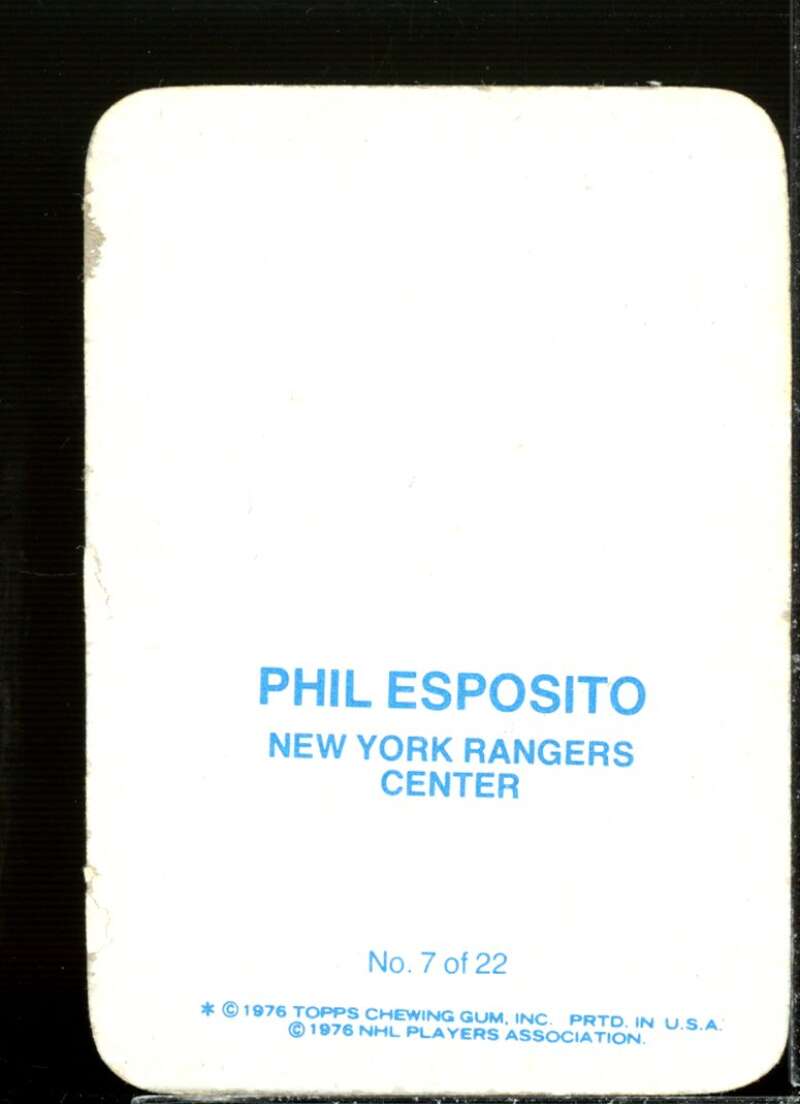 PHIL ESPOSITO
NEW YORK RANGERS
CENTER
No. 7 of 22
* © 1976 TOPPS CHEWING GUM, INC. PRTD. IN U.S.A.
© 1976 NHL PLAYERS ASSOCIATION.